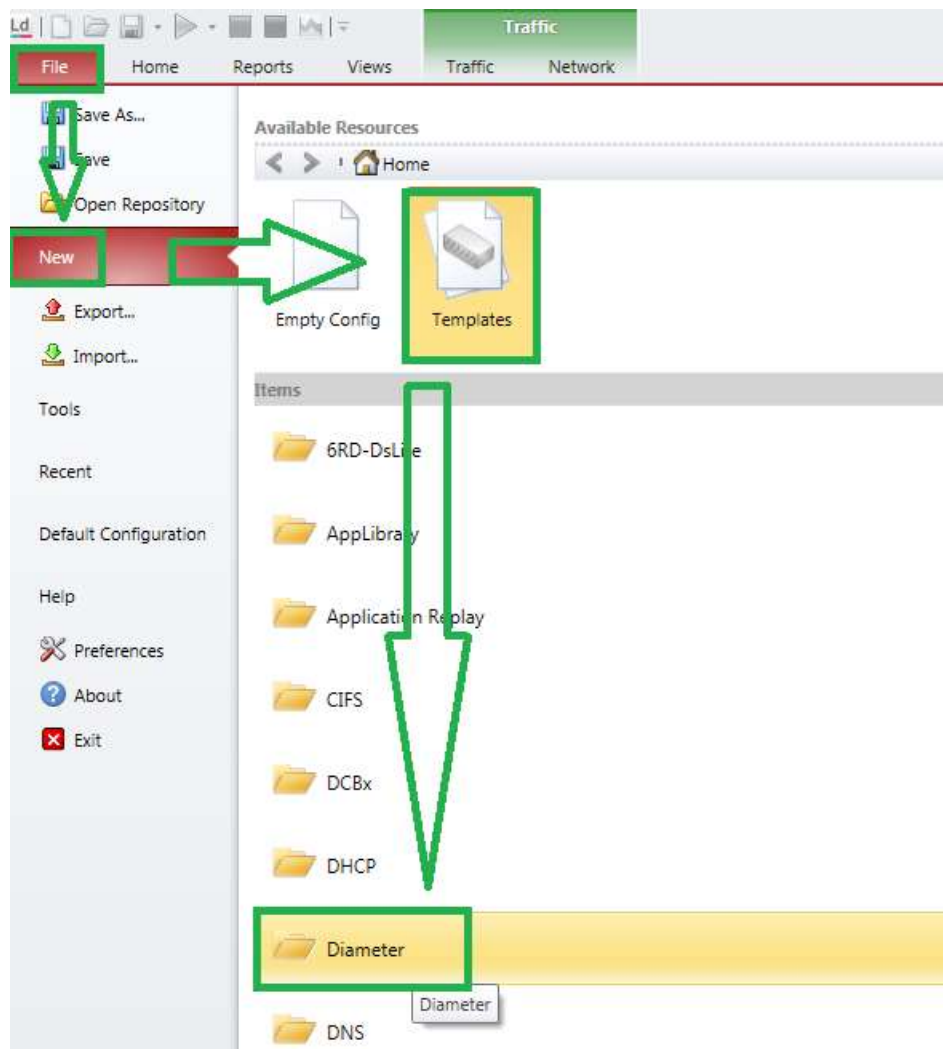 Ld
Traffic
File Home Reports Views Traffic Network
Save As...
Save
Open Repository
New
Export...
Import...
Tools
Recent
Default Configuration
Help
Preferences
About
Exit
Available Resources
Home
Empty Config Templates
Items
6RD-DsLite
AppLibrary
Application Replay
CIFS
DCBx
DHCP
Diameter
Diameter
DNS